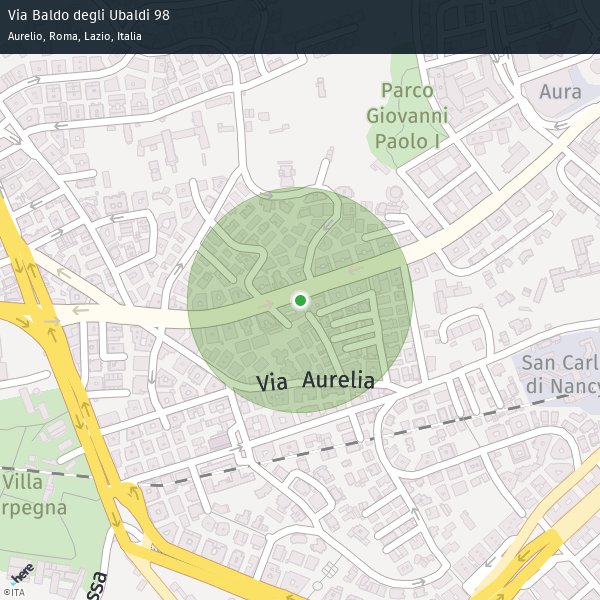 Via Baldo degli Ubaldi 98
Aurelio, Roma, Lazio, Italia
Parco
Giovanni
Paolo I
Aura
Via Aurelia
San Carl
di Nancy
Villa
rpegna
ssa
here
©ITA